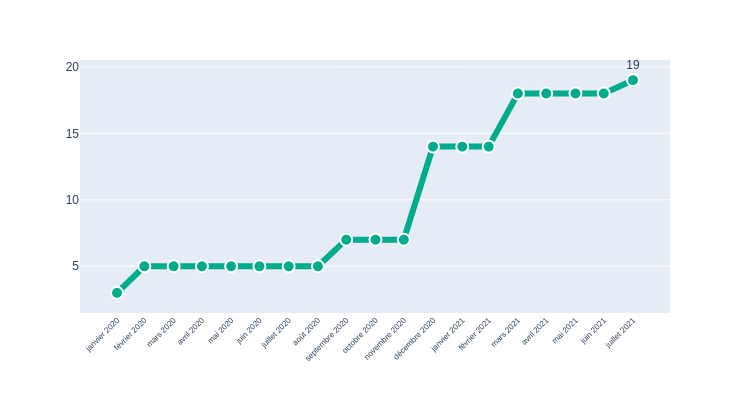 19
20
15
10
5
janvier 2020
février 2020
mars 2020
avril 2020
mai 2020
juin 2020
juillet 2020
août 2020
septembre 2020
octobre 2020
novembre 2020
décembre 2020
janvier 2021
février 2021
mars 2021
avril 2021
mai 2021
juin 2021
juillet 2021